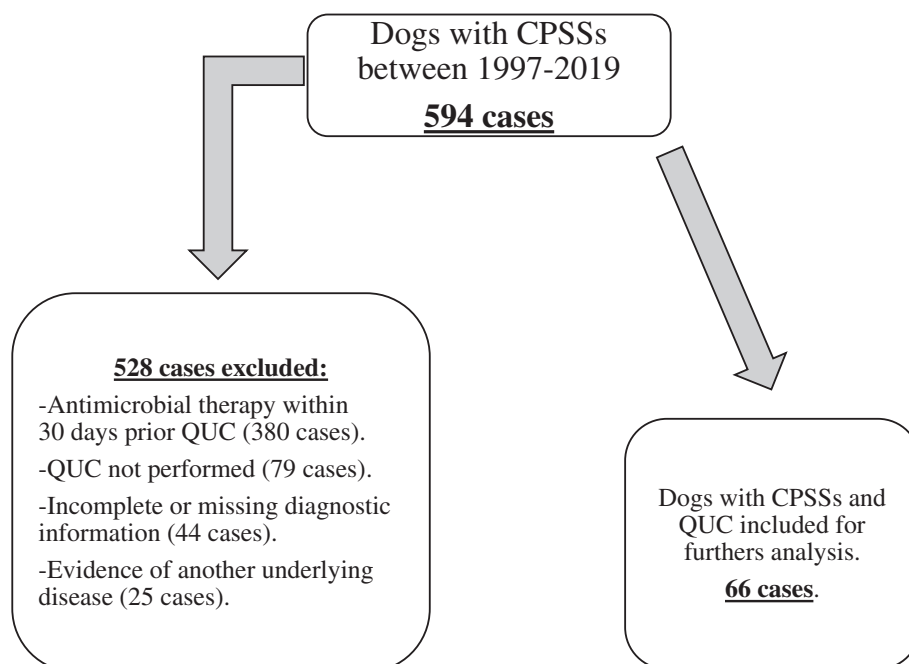 Dogs with CPSSs
between 1997-2019
594 cases
528 cases excluded:
-Antimicrobial therapy within
30 days prior QUC (380 cases).
-QUC not performed (79 cases).
-Incomplete or missing diagnostic
information (44 cases).
-Evidence of another underlying
disease (25 cases).
Dogs with CPSSs and
QUC included for
furthers analysis.
66 cases.